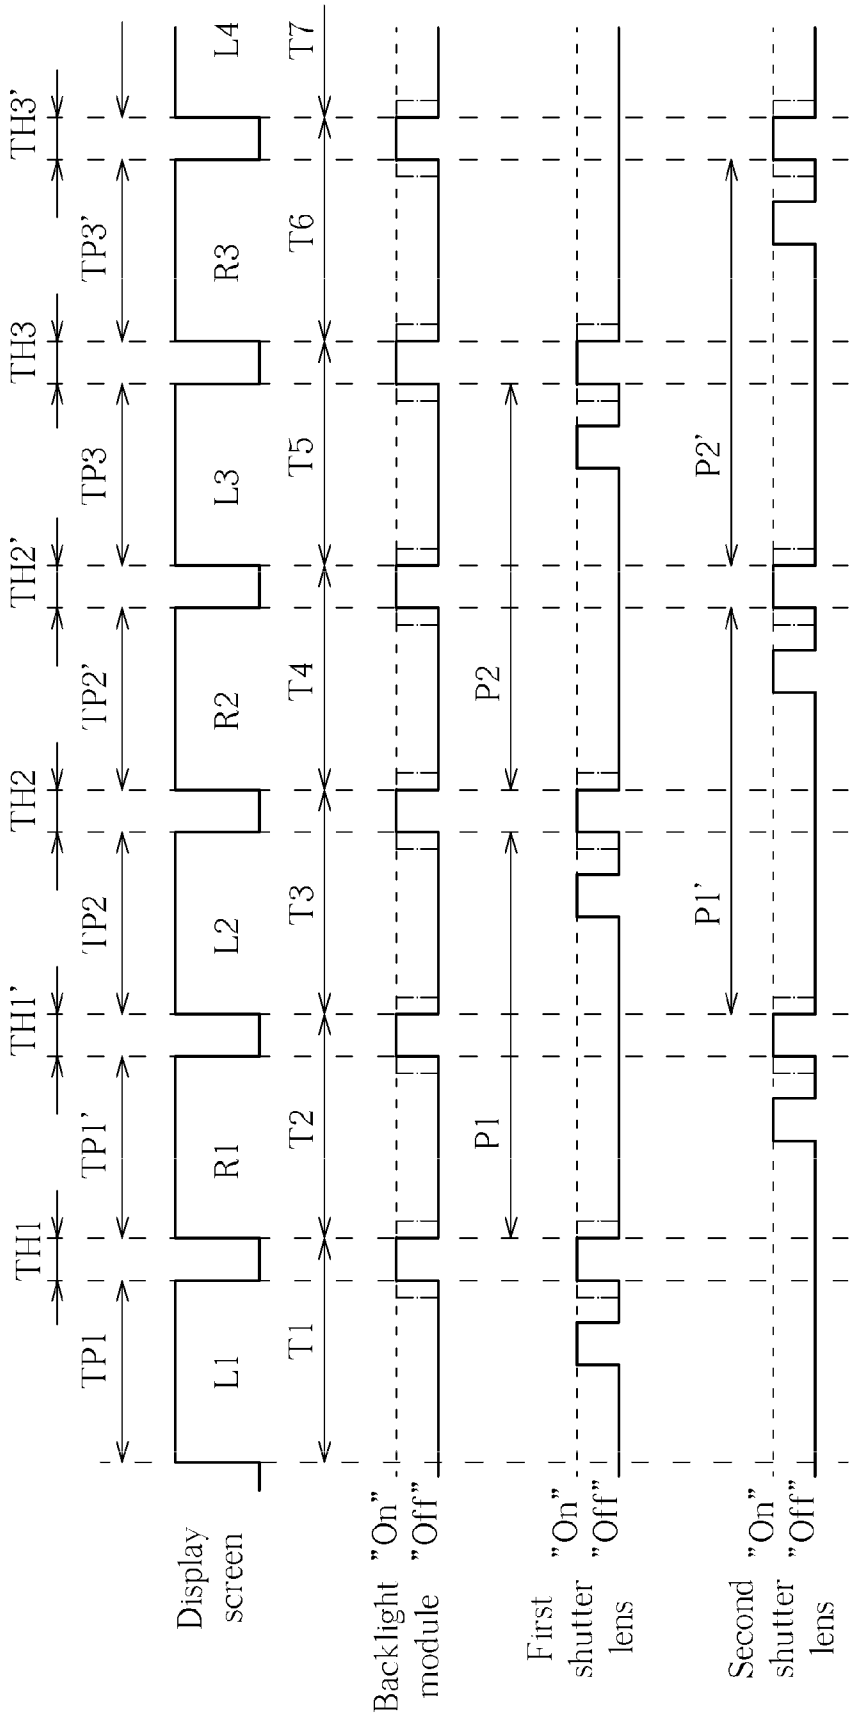 TH1 TH1' TH2 TH2' TH3 TH3'
TP1 TP1' TP2 TP2' TP3 TP3'
Display
screen
L1 R1 L2 R2 L3 R3 L4
T1 T2 T3 T4 T5 T6 T7
Backlight
module
"On"
"Off"
P1 P2
First
shutter
lens
"On"
"Off"
P1' P2'
Second
shutter
lens
"On"
"Off"